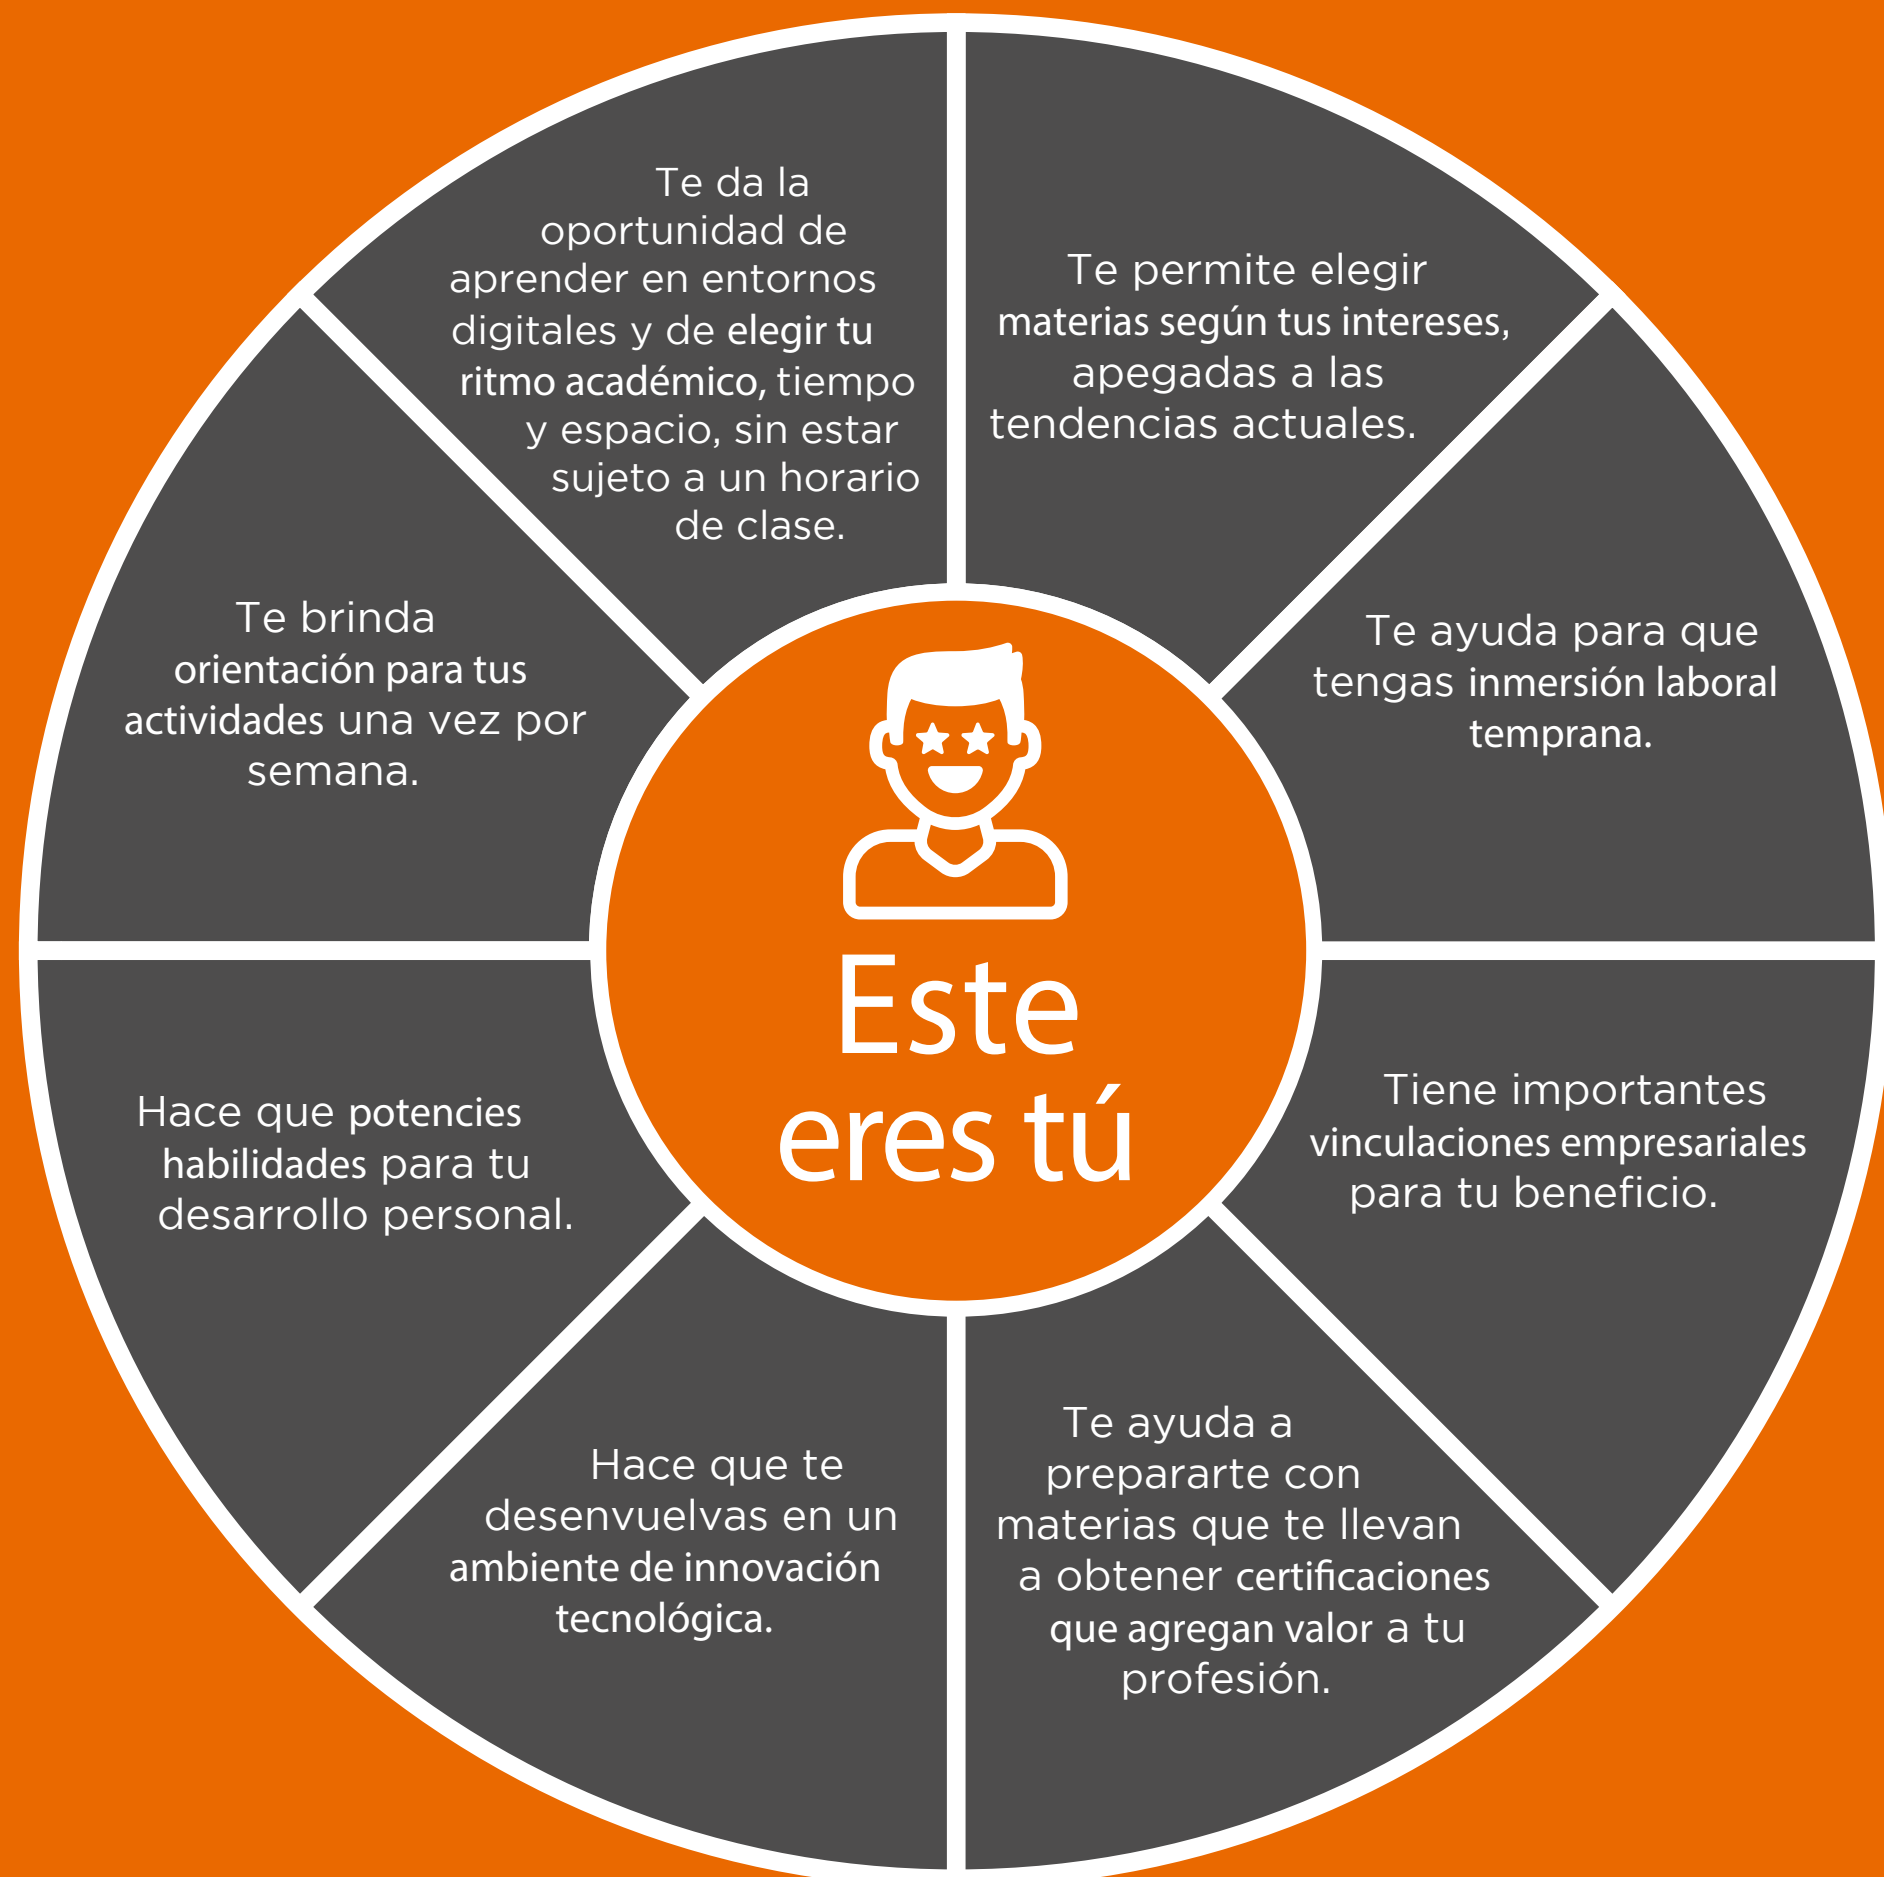 Te da la
oportunidad de
aprender en entornos
digitales y de elegir tu
ritmo académico, tiempo
y espacio, sin estar
sujeto a un horario
de clase.
Te permite elegir
materias según tus intereses,
apegadas a las
tendencias actuales.
Te ayuda para que
tengas inmersión laboral
temprana.
Tiene importantes
vinculaciones empresariales
para tu beneficio.
Te ayuda a
prepararte con
materias que te llevan
a obtener certificaciones
que agregan valor a tu
profesión.
Hace que te
desenvuelvas en un
ambiente de innovación
tecnológica.
Hace que potencies
habilidades para tu
desarrollo personal.
Te brinda
orientación para tus
actividades una vez por
semana.
Este
eres tú